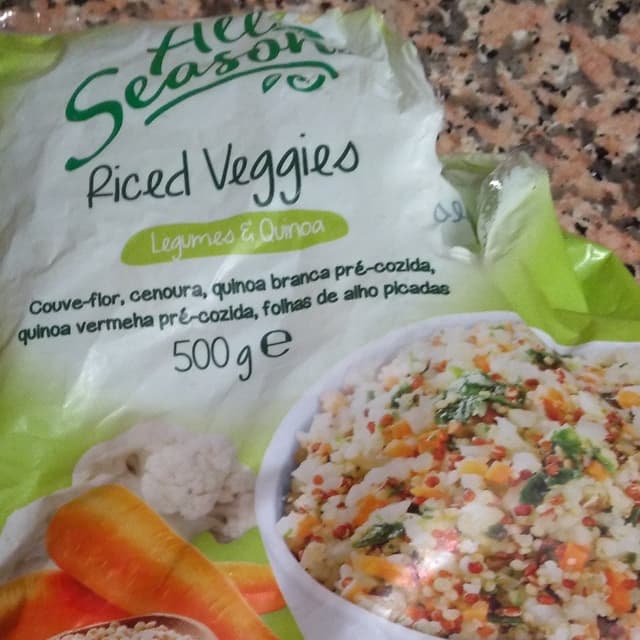 All
Seasons
Riced Veggies
Legumes & Quinoa
Couve-flor, cenoura, quinoa branca pré-cozida,
quinoa vermeha pré-cozida, folhas de alho picadas
500 g e